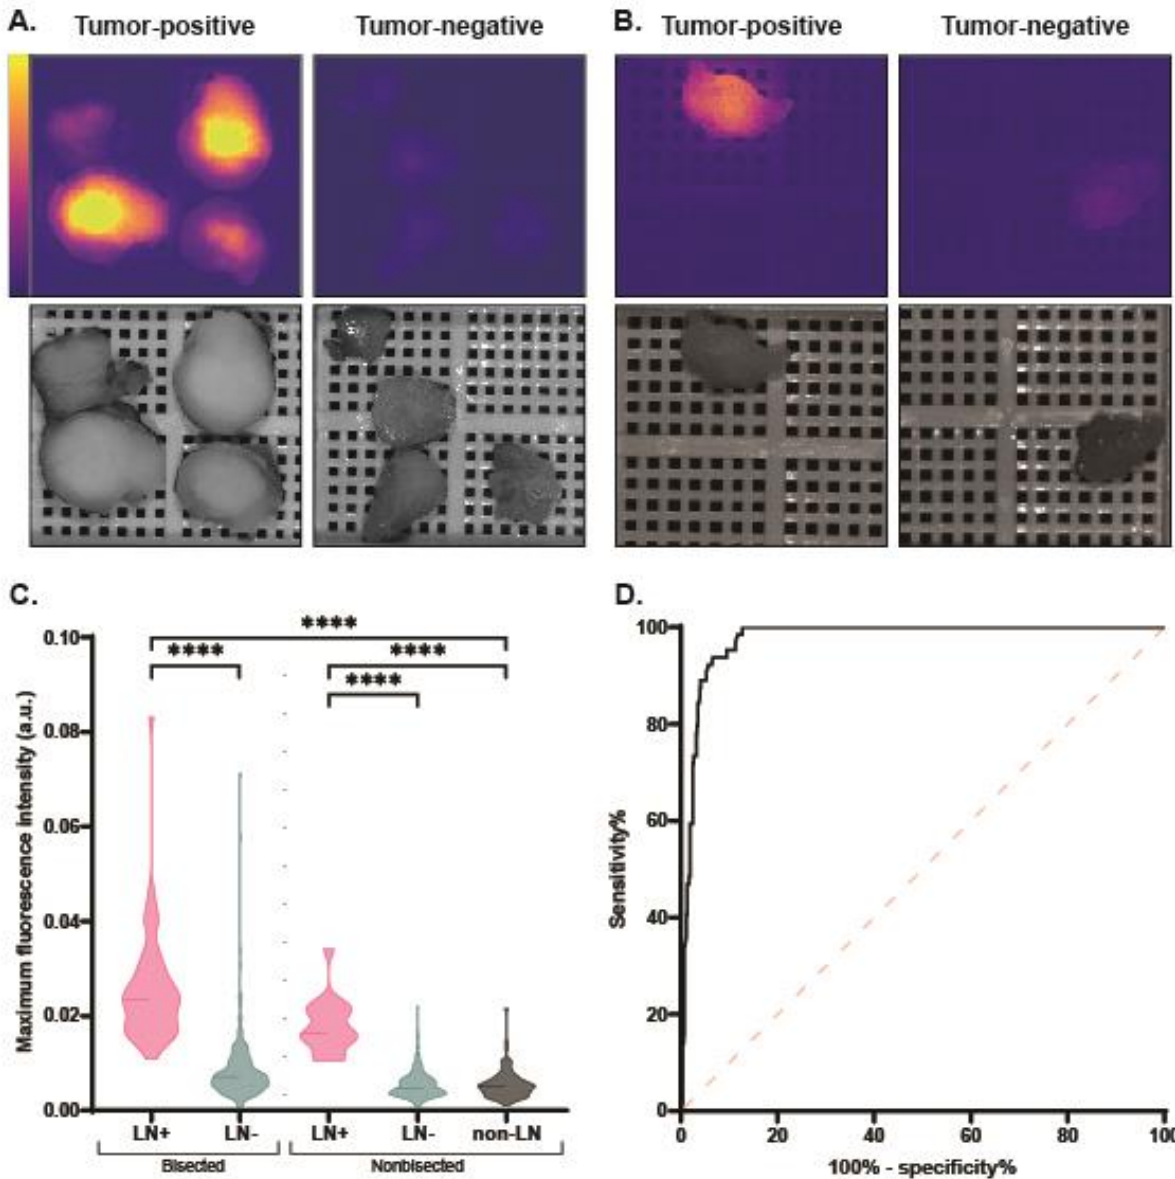 A. Tumor-positive Tumor-negative
B. Tumor-positive Tumor-negative
C.
****
**** ****
****
Maximum fluorescence intensity (a.u.)
0.10
0.08
0.06
0.04
0.02
0.00
LN+ LN- LN+ LN- non-LN
Bisected Nonbisected
D.
Sensitivity%
100
80
60
40
20
0
0 20 40 60 80 100
100% - specificity%